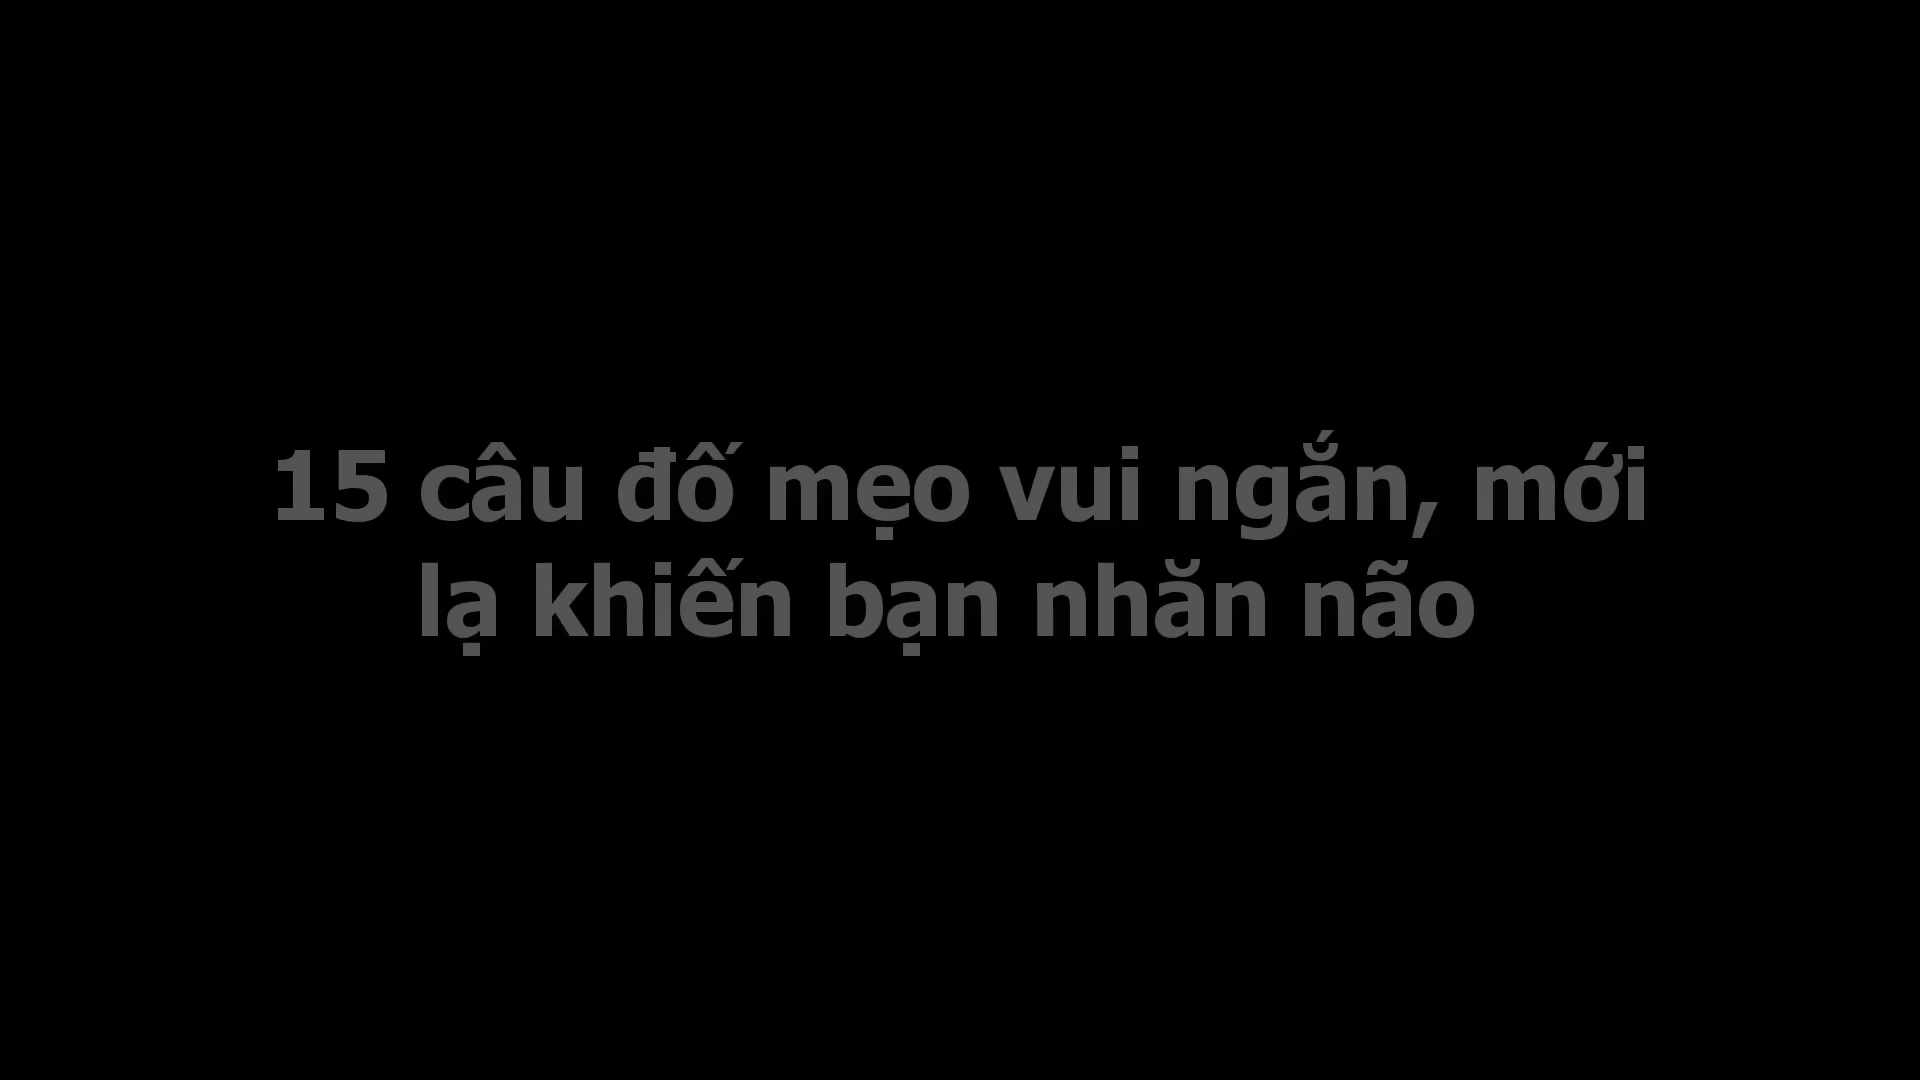 15 câu đố mẹo vui ngắn, mới
lạ khiến bạn nhăn não